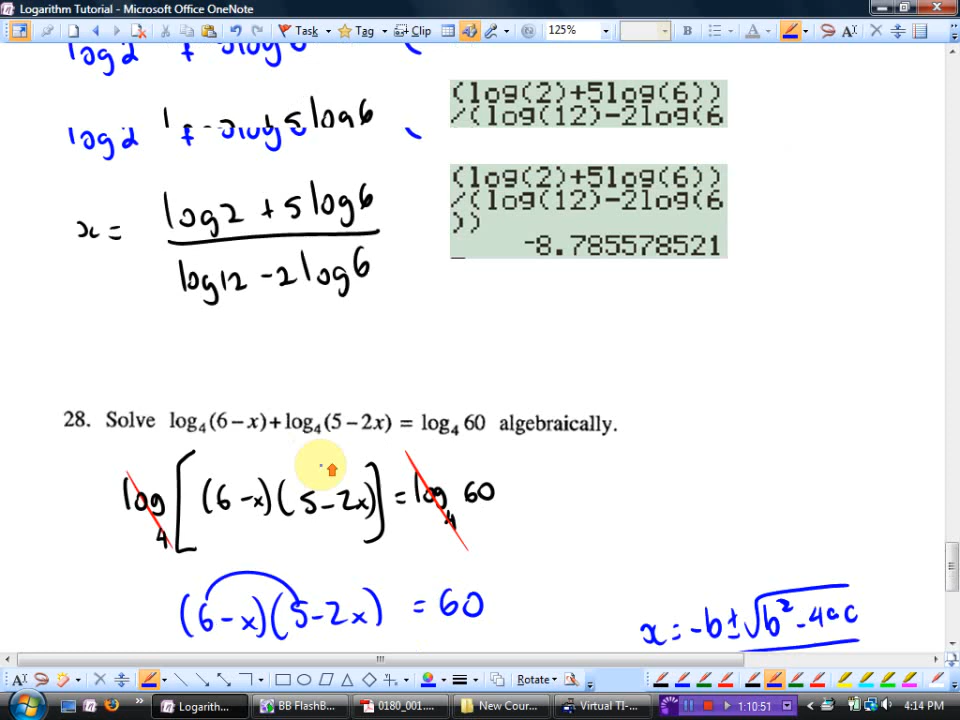 Logarithm Tutorial - Microsoft Office OneNote
125% Task Tag Clip
(log(2)+5log(6))
/(log(12)-2log(6
log2 + 5log6
(log(2)+5log(6))
/(log(12)-2log(6
))
-8.785578521
x = log2 + 5log6
log12 - 2log6
28. Solve log₄(6-x)+log₄(5-2x) = log₄ 60 algebraically.
log₄ [(6-x)(5-2x)] = log₄ 60
(6-x)(5-2x) = 60
x = -b ± √b² - 4ac
Rotate
Logarith... BB FlashB... 0180_001.... New Cour... Virtual TI-... 1:10:51 4:14 PM